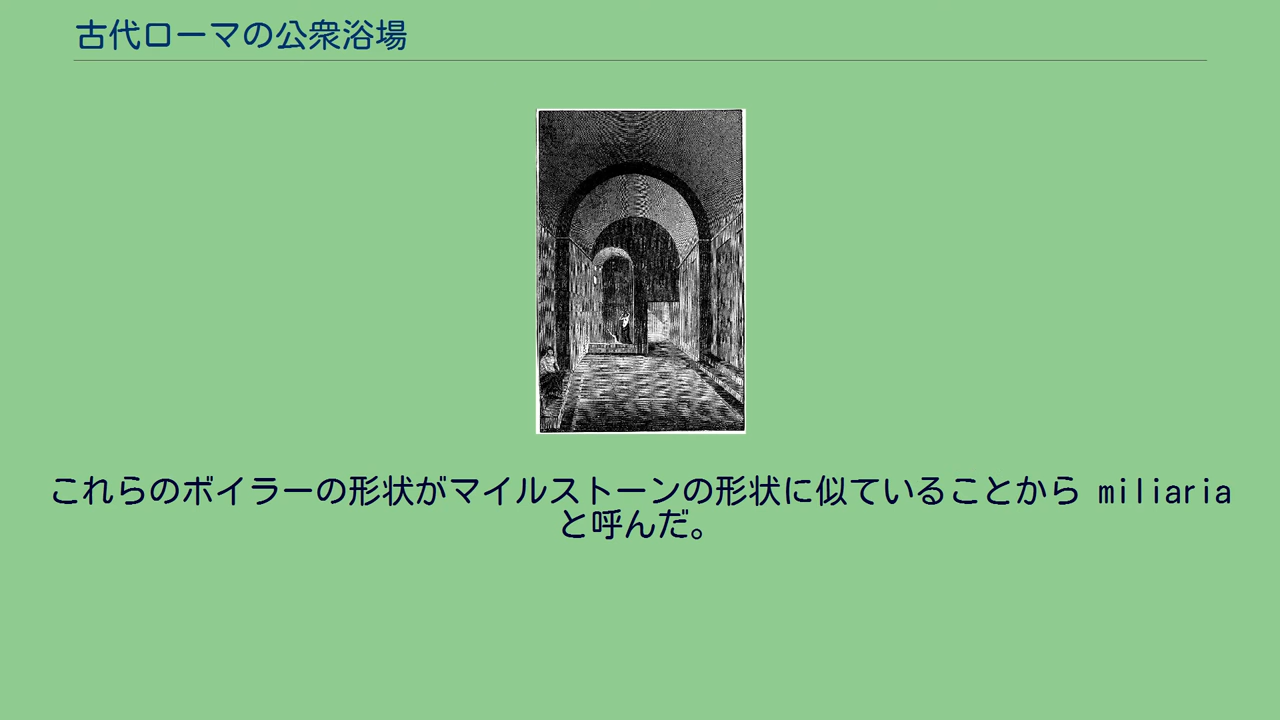 古代ローマの公衆浴場
これらのボイラーの形状がマイルストーンの形状に似ていることから miliaria
と呼んだ。